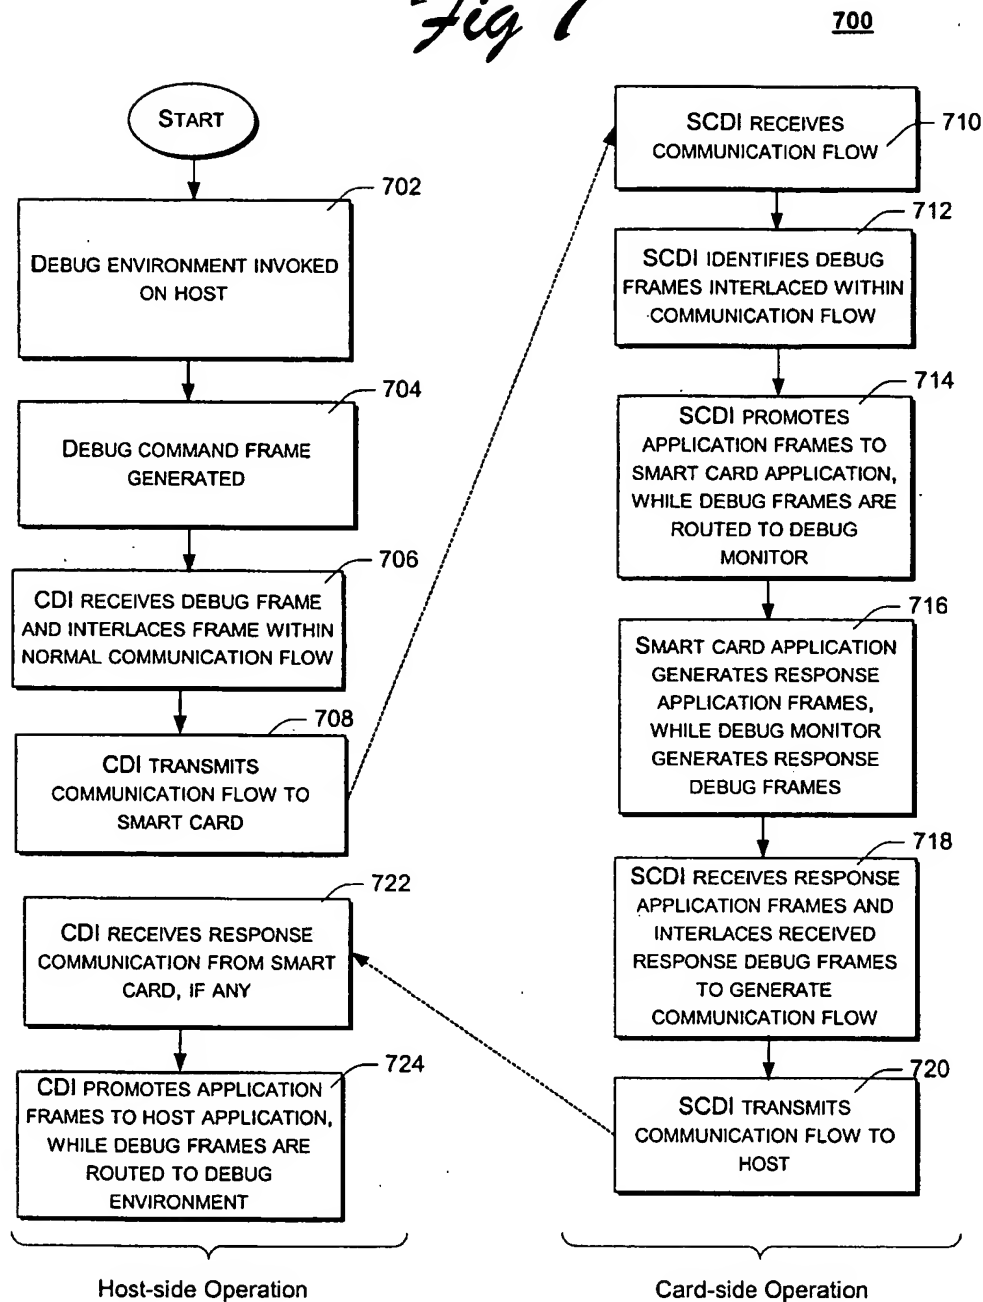 Fig 7
700
START
702
DEBUG ENVIRONMENT INVOKED
ON HOST
704
DEBUG COMMAND FRAME
GENERATED
706
CDI RECEIVES DEBUG FRAME
AND INTERLACES FRAME WITHIN
NORMAL COMMUNICATION FLOW
708
CDI TRANSMITS
COMMUNICATION FLOW TO
SMART CARD
710
SCDI RECEIVES
COMMUNICATION FLOW
712
SCDI IDENTIFIES DEBUG
FRAMES INTERLACED WITHIN
COMMUNICATION FLOW
714
SCDI PROMOTES
APPLICATION FRAMES TO
SMART CARD APPLICATION,
WHILE DEBUG FRAMES ARE
ROUTED TO DEBUG
MONITOR
716
SMART CARD APPLICATION
GENERATES RESPONSE
APPLICATION FRAMES,
WHILE DEBUG MONITOR
GENERATES RESPONSE
DEBUG FRAMES
718
SCDI RECEIVES RESPONSE
APPLICATION FRAMES AND
INTERLACES RECEIVED
RESPONSE DEBUG FRAMES
TO GENERATE
COMMUNICATION FLOW
720
SCDI TRANSMITS
COMMUNICATION FLOW TO
HOST
722
CDI RECEIVES RESPONSE
COMMUNICATION FROM SMART
CARD, IF ANY
724
CDI PROMOTES APPLICATION
FRAMES TO HOST APPLICATION,
WHILE DEBUG FRAMES ARE
ROUTED TO DEBUG
ENVIRONMENT
Host-side Operation
Card-side Operation